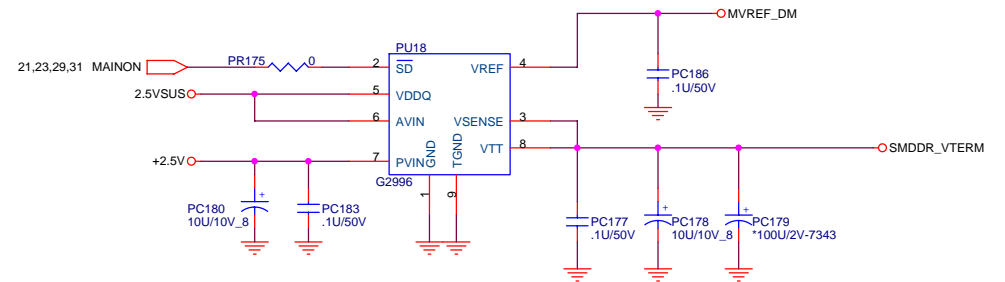 MVREF_DM
PU18
21,23,29,31 MAINON
PR175 0
2 SD
VREF 4
PC186
.1U/50V
2.5VSUS
5 VDDQ
6 AVIN
VSENSE 3
VTT 8
SMDDR_VTERM
+2.5V
7 PVIN
GND
TGND
G2996
1
9
PC180
10U/10V_8
+
PC183
.1U/50V
PC177
.1U/50V
+
PC178
10U/10V_8
+
PC179
*100U/2V-7343